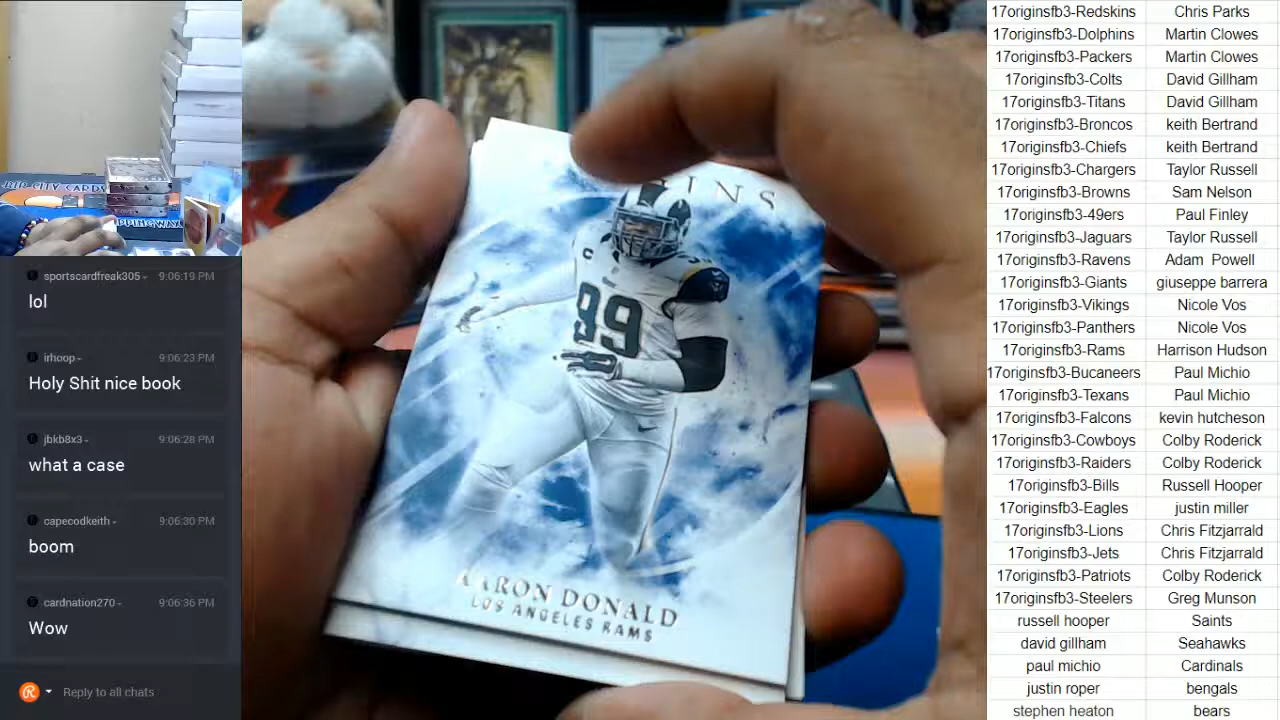 RIP CITY CARDS
sportscardfreak305
9:06:19 PM
lol
irhoop
9:06:23 PM
Holy Shit nice book
jbkb8x3
9:06:28 PM
what a case
capecodkeith
9:06:30 PM
boom
cardnation270
9:06:36 PM
Wow
Reply to all chats
INS
C
99
99
AARON DONALD
LOS ANGELES RAMS
17originsfb3-Redskins Chris Parks
17originsfb3-Dolphins Martin Clowes
17originsfb3-Packers Martin Clowes
17originsfb3-Colts David Gillham
17originsfb3-Titans David Gillham
17originsfb3-Broncos keith Bertrand
17originsfb3-Chiefs keith Bertrand
17originsfb3-Chargers Taylor Russell
17originsfb3-Browns Sam Nelson
17originsfb3-49ers Paul Finley
17originsfb3-Jaguars Taylor Russell
17originsfb3-Ravens Adam Powell
17originsfb3-Giants giuseppe barrera
17originsfb3-Vikings Nicole Vos
17originsfb3-Panthers Nicole Vos
17originsfb3-Rams Harrison Hudson
17originsfb3-Bucaneers Paul Michio
17originsfb3-Texans Paul Michio
17originsfb3-Falcons kevin hutcheson
17originsfb3-Cowboys Colby Roderick
17originsfb3-Raiders Colby Roderick
17originsfb3-Bills Russell Hooper
17originsfb3-Eagles justin miller
17originsfb3-Lions Chris Fitzjarrald
17originsfb3-Jets Chris Fitzjarrald
17originsfb3-Patriots Colby Roderick
17originsfb3-Steelers Greg Munson
russell hooper Saints
david gillham Seahawks
paul michio Cardinals
justin roper bengals
stephen heaton bears